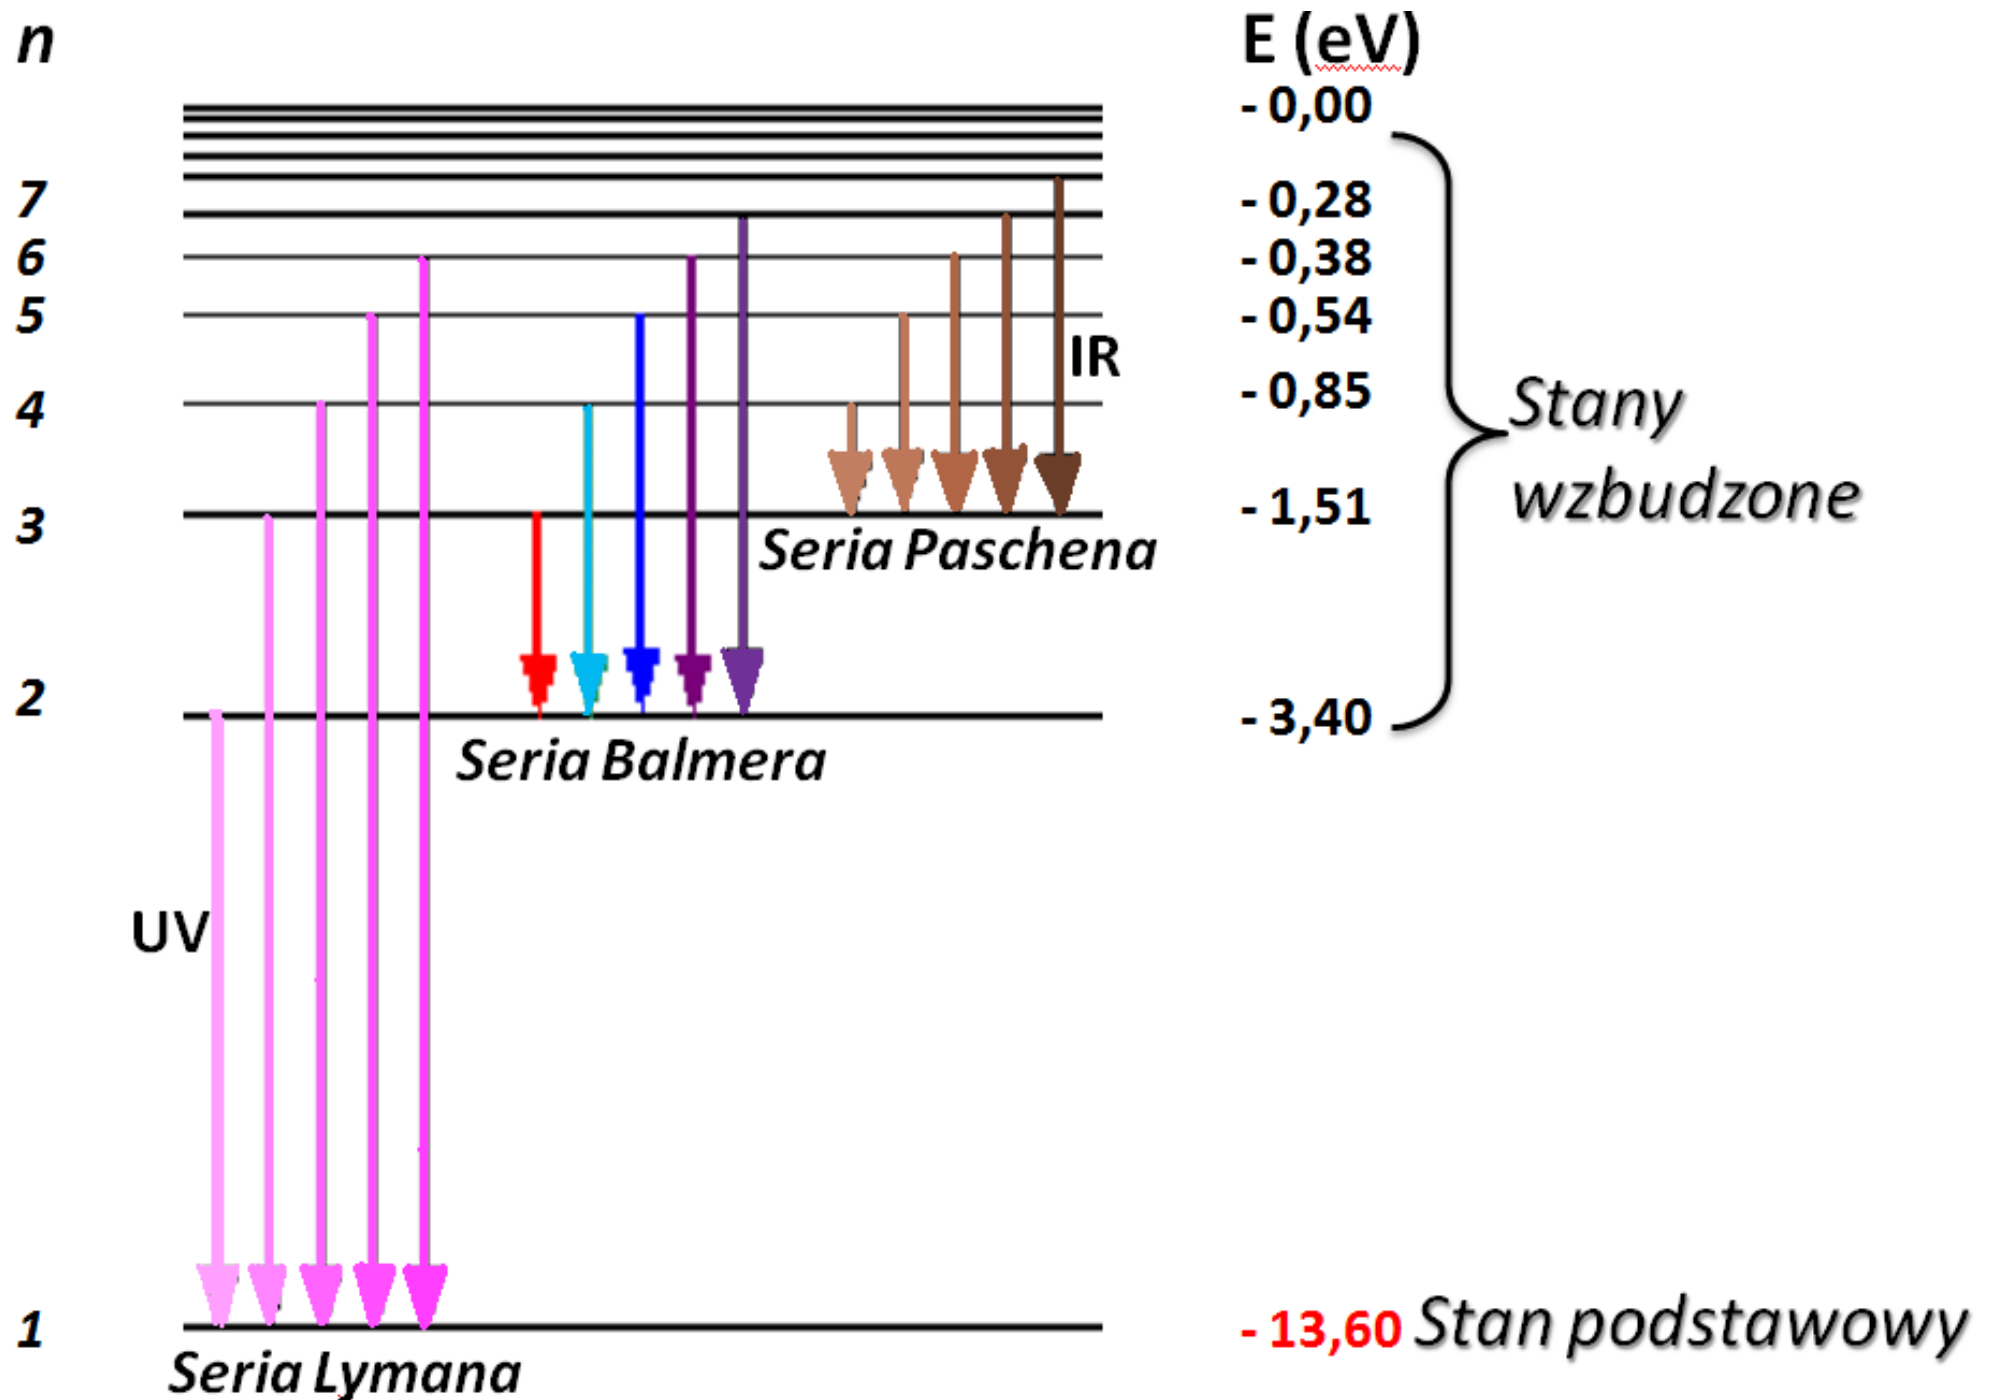 n
E (eV)
- 0,00
7
- 0,28
6
- 0,38
5
- 0,54
IR
4
- 0,85
Stany
wzbudzone
3
- 1,51
Seria Paschena
2
- 3,40
Seria Balmera
UV
1
- 13,60 Stan podstawowy
Seria Lymana